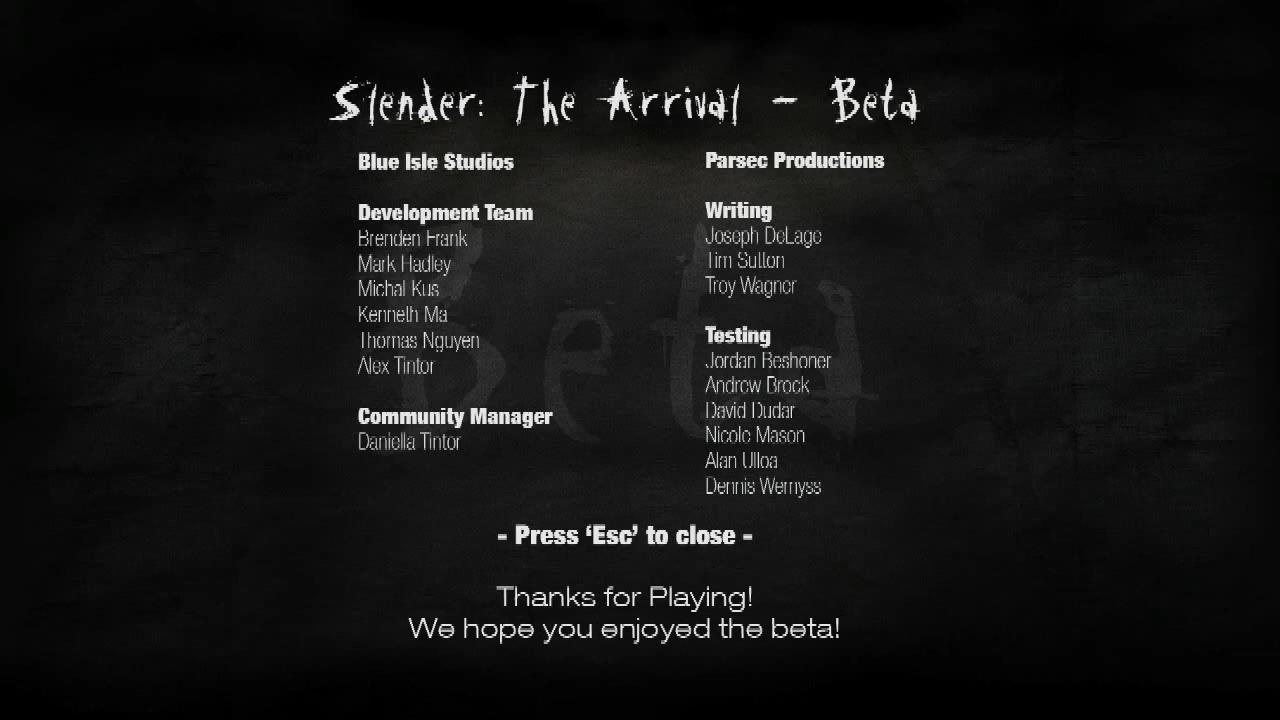 Slender: The Arrival - Beta
Blue Isle Studios
Development Team
Brenden Frank
Mark Hadley
Michal Kus
Kenneth Ma
Thomas Nguyen
Alex Tintor
Community Manager
Daniella Tintor
Parsec Productions
Writing
Joseph DeLage
Tim Sutton
Troy Wagner
Testing
Jordan Beshoner
Andrew Brock
David Dudar
Nicole Mason
Alan Ulloa
Dennis Wemyss
- Press ‘Esc’ to close -
Thanks for Playing!
We hope you enjoyed the beta!
Beta